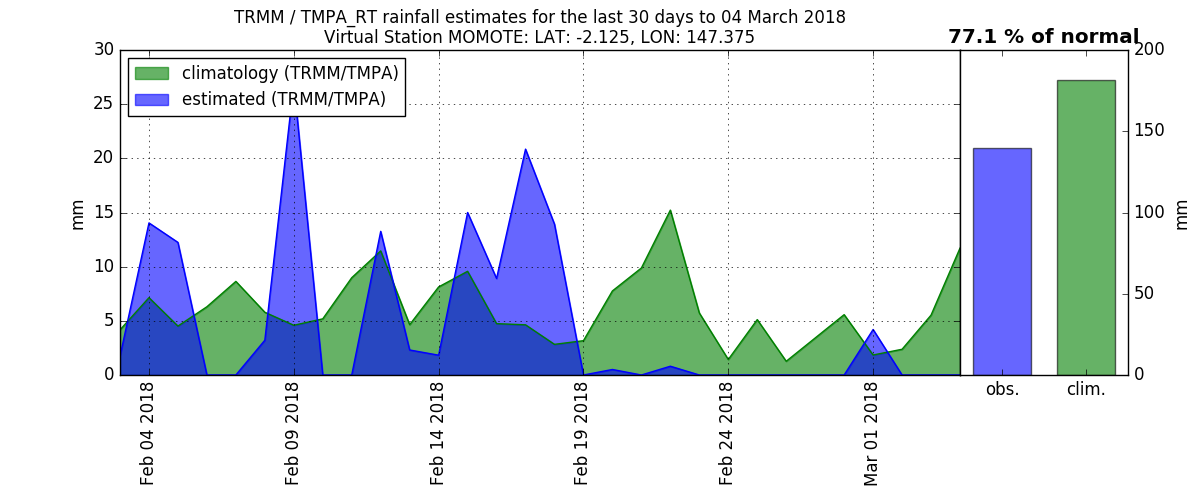 TRMM / TMPA_RT rainfall estimates for the last 30 days to 04 March 2018
Virtual Station MOMOTE: LAT: -2.125, LON: 147.375
77.1 % of normal
climatology (TRMM/TMPA)
estimated (TRMM/TMPA)
30
25
20
15
10
5
0
mm
Feb 04 2018
Feb 09 2018
Feb 14 2018
Feb 19 2018
Feb 24 2018
Mar 01 2018
200
150
100
50
0
mm
obs.
clim.